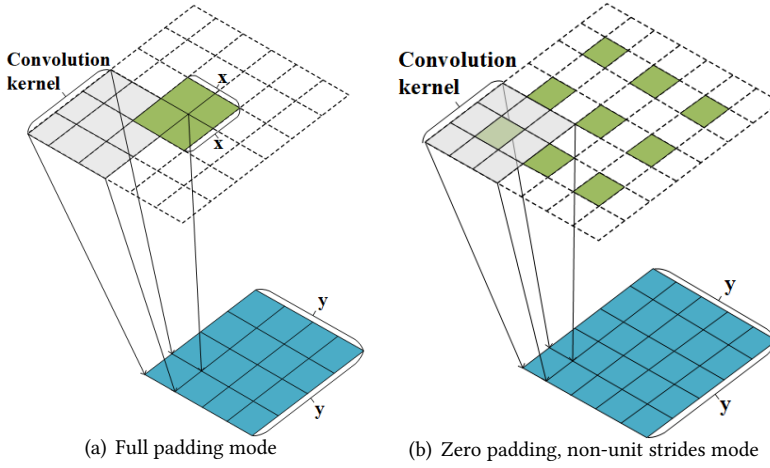 Convolution
kernel
x
x
y
y
(a) Full padding mode
Convolution
kernel
y
y
(b) Zero padding, non-unit strides mode